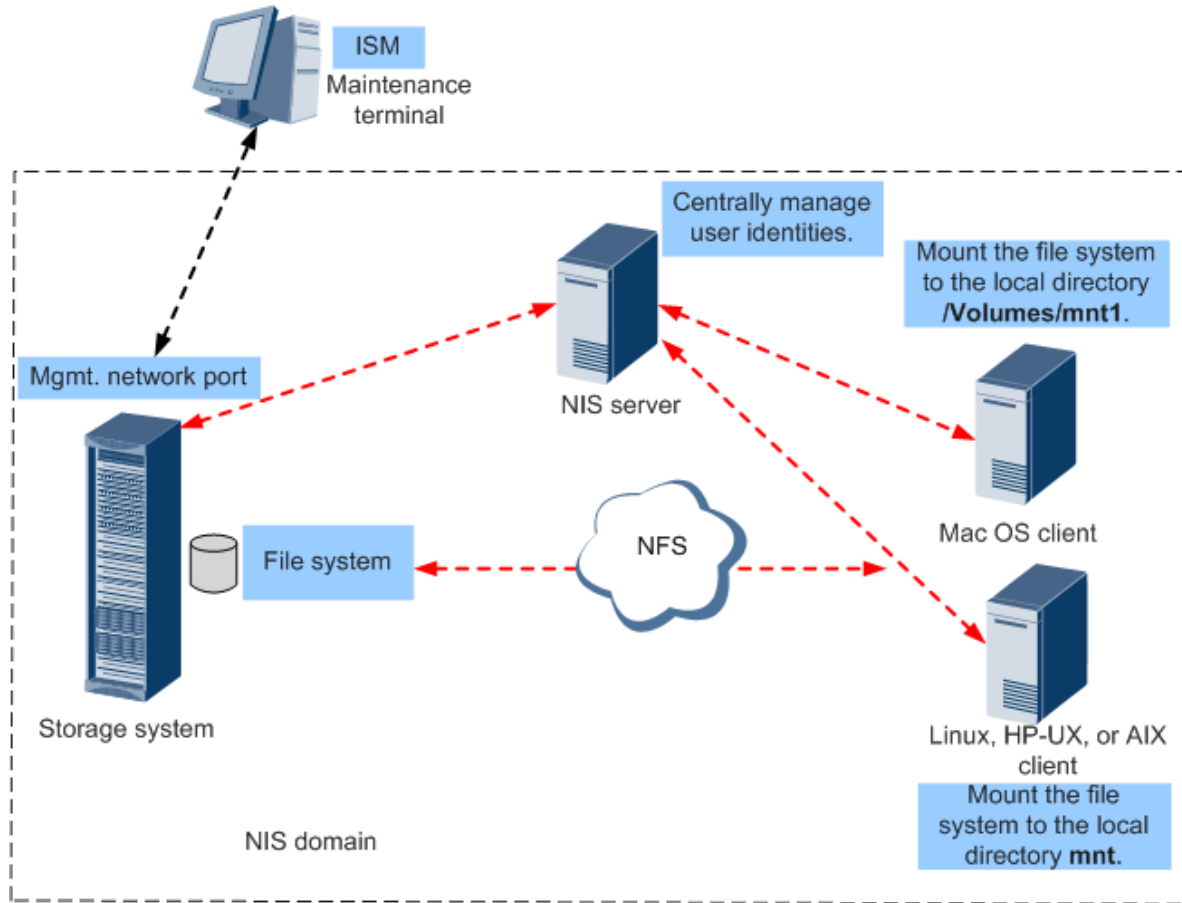 ISM
Maintenance
terminal
Centrally manage
user identities.
Mount the file system
to the local directory
/Volumes/mnt1.
Mgmt. network port
NIS server
Mac OS client
NFS
File system
Storage system
Linux, HP-UX, or AIX
client
Mount the file
system to the local
directory mnt.
NIS domain